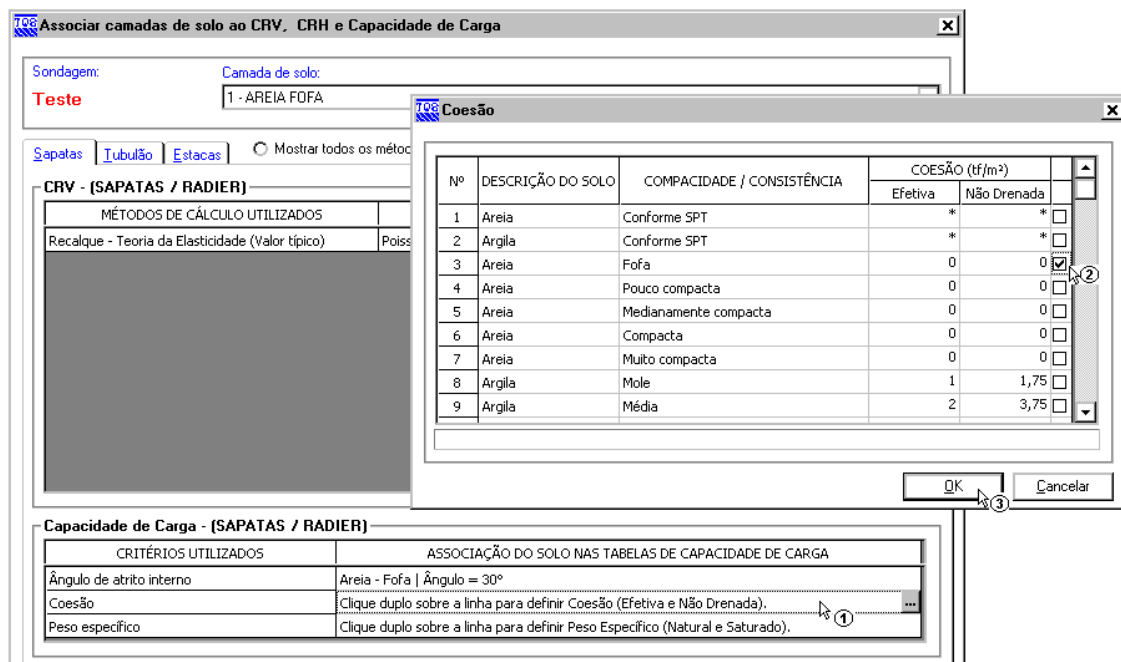 TQS Associar camadas de solo ao CRV, CRH e Capacidade de Carga
Sondagem:
Camada de solo:
Teste
1 - AREIA FOFA
Sapatas
Tubulão
Estacas
Mostrar todos os
CRV - (SAPATAS / RADIER)
MÉTODOS DE CÁLCULO UTILIZADOS
Recalque - Teoria da Elasticidade (Valor típico)
TQS Coesão
Nº DESCRIÇÃO DO SOLO COMPACIDADE / CONSISTÊNCIA COESÃO (tf/m²)
Efetiva Não Drenada
1 Areia Conforme SPT * *
2 Argila Conforme SPT * *
3 Areia Fofa 0 0
2
4 Areia Pouco compacta 0 0
5 Areia Medianamente compacta 0 0
6 Areia Compacta 0 0
7 Areia Muito compacta 0 0
8 Argila Mole 1 1,75
9 Argila Média 2 3,75
OK Cancelar
3
Capacidade de Carga - (SAPATAS / RADIER)
CRITÉRIOS UTILIZADOS ASSOCIAÇÃO DO SOLO NAS TABELAS DE CAPACIDADE DE CARGA
Ângulo de atrito interno Areia - Fofa | Ângulo = 30º
Coesão Clique duplo sobre a linha para definir Coesão (Efetiva e Não Drenada). ...
1
Peso específico Clique duplo sobre a linha para definir Peso Específico (Natural e Saturado).